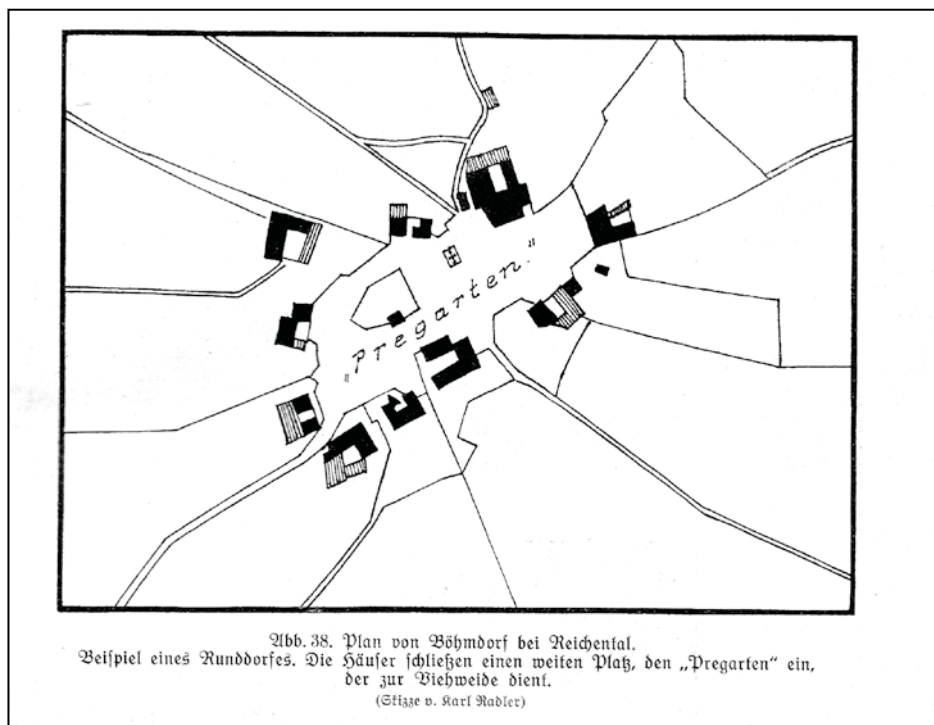 „Pregarten."
Abb. 38. Plan von Böhmdorf bei Reichental.
Beispiel eines Runddorfes. Die Häuser schließen einen weiten Platz, den „Pregarten“ ein,
der zur Viehweide dient.
(Skizze v. Karl Radler)